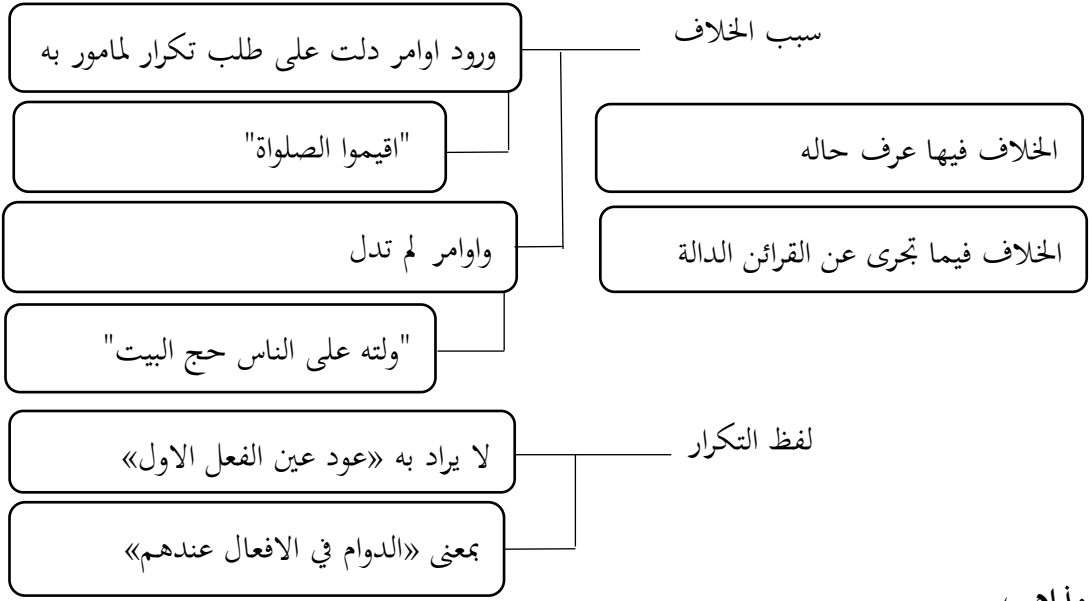 سبب الخلاف
ورود اوامر دلت على طلب تكرار لمامور به
"اقيموا الصلواة"
الخلاف فيها عرف حاله
واوامر لم تدل
الخلاف فيما تجرى عن القرائن الدالة
"ولته على الناس حج البيت"
لفظ التكرار
لا يراد به «عود عين الفعل الاول»
بمعنى «الدوام في الافعال عندهم»